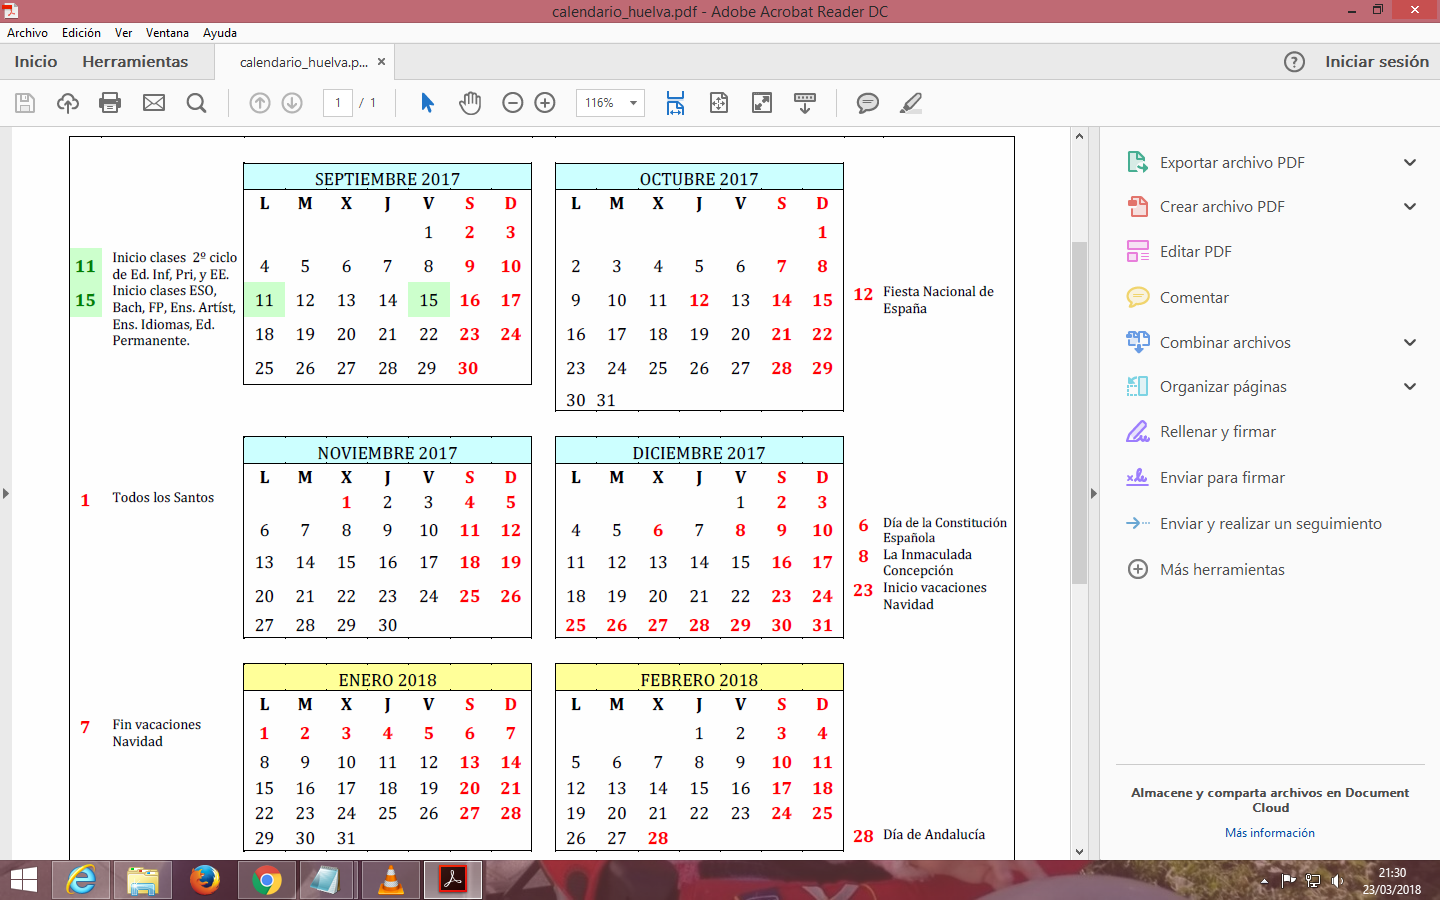 calendario_huelva.pdf - Adobe Acrobat Reader DC
Archivo Edición Ver Ventana Ayuda
Inicio Herramientas calendario_huelva.p... × ? Iniciar sesión
1 / 1 116%
SEPTIEMBRE 2017
L M X J V S D
1 2 3
4 5 6 7 8 9 10
11 12 13 14 15 16 17
18 19 20 21 22 23 24
25 26 27 28 29 30
11 Inicio clases 2º ciclo
de Ed. Inf, Pri, y EE.
15 Inicio clases ESO,
Bach, FP, Ens. Artíst,
Ens. Idiomas, Ed.
Permanente.
OCTUBRE 2017
L M X J V S D
1
2 3 4 5 6 7 8
9 10 11 12 13 14 15
16 17 18 19 20 21 22
23 24 25 26 27 28 29
30 31
12 Fiesta Nacional de
España
NOVIEMBRE 2017
L M X J V S D
1 2 3 4 5
6 7 8 9 10 11 12
13 14 15 16 17 18 19
20 21 22 23 24 25 26
27 28 29 30
1 Todos los Santos
DICIEMBRE 2017
L M X J V S D
1 2 3
4 5 6 7 8 9 10
11 12 13 14 15 16 17
18 19 20 21 22 23 24
25 26 27 28 29 30 31
6 Día de la Constitución
Española
8 La Inmaculada
Concepción
23 Inicio vacaciones
Navidad
ENERO 2018
L M X J V S D
1 2 3 4 5 6 7
8 9 10 11 12 13 14
15 16 17 18 19 20 21
22 23 24 25 26 27 28
29 30 31
7 Fin vacaciones
Navidad
FEBRERO 2018
L M X J V S D
1 2 3 4
5 6 7 8 9 10 11
12 13 14 15 16 17 18
19 20 21 22 23 24 25
26 27 28
28 Día de Andalucía
Exportar archivo PDF
Crear archivo PDF
Editar PDF
Comentar
Combinar archivos
Organizar páginas
Rellenar y firmar
Enviar para firmar
Enviar y realizar un seguimiento
Más herramientas
Almacene y comparta archivos en Document
Cloud
Más información
21:30
23/03/2018